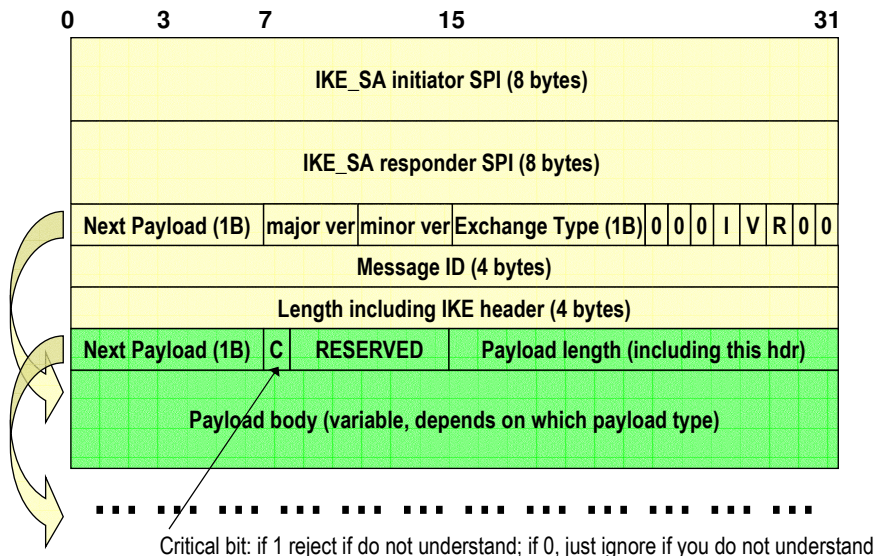 0 3 7 15 31
IKE_SA initiator SPI (8 bytes)
IKE_SA responder SPI (8 bytes)
Next Payload (1B) major ver minor ver Exchange Type (1B) 0 0 0 I V R 0 0
Message ID (4 bytes)
Length including IKE header (4 bytes)
Next Payload (1B) C RESERVED Payload length (including this hdr)
Payload body (variable, depends on which payload type)
Critical bit: if 1 reject if do not understand; if 0, just ignore if you do not understand